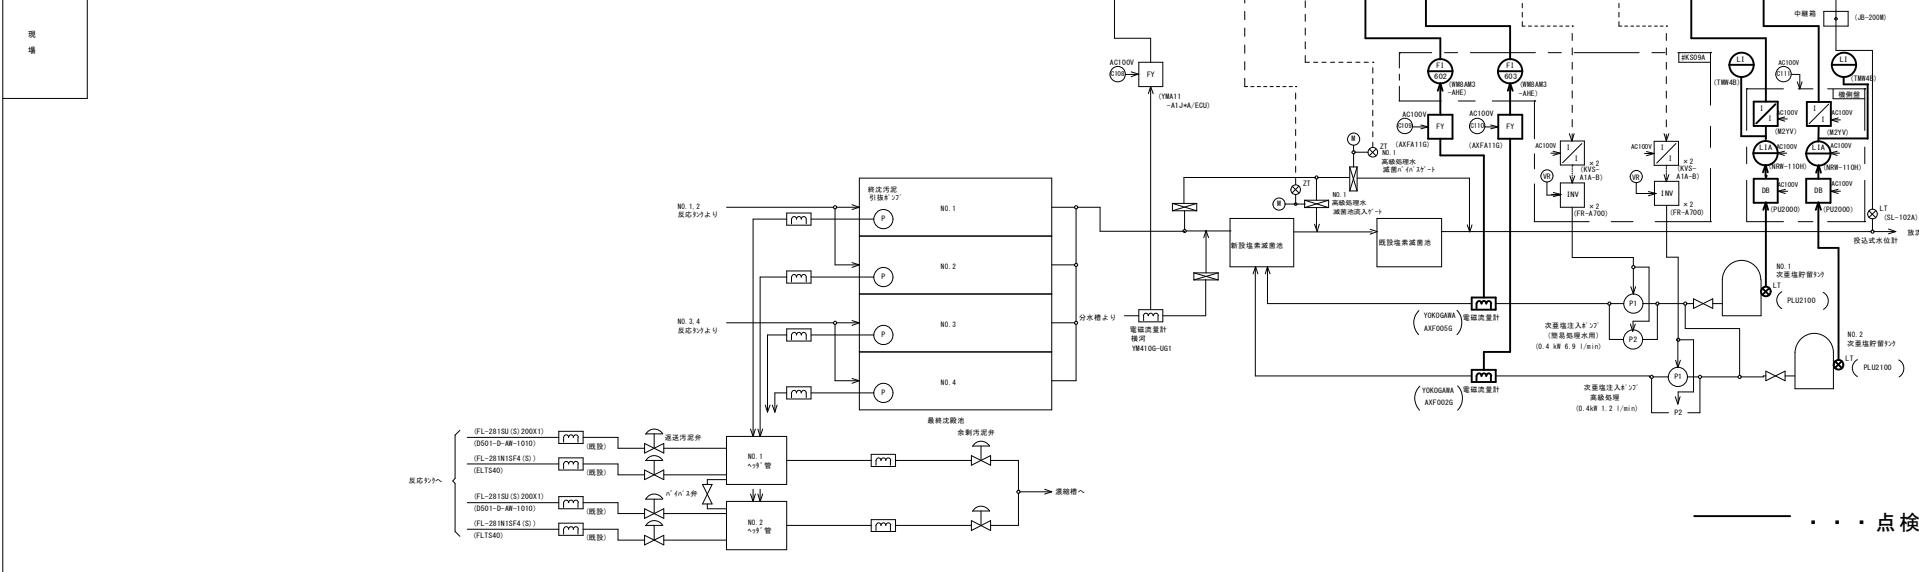 現
場
中継箱
(JB-200M)
AC100V
C108
FY
(YMA11
-A1J*A/ECU)
FI
602
(WM8AM3
-AHE)
FI
603
(WM8AM3
-AHE)
#KS09A
LI
(TMW4B)
AC100V
C111
LI
(TMW4B)
機側盤
AC100V
C109
FY
(AXFA11G)
AC100V
C110
FY
(AXFA11G)
I
I
AC100V
(M2YV)
I
I
AC100V
(M2YV)
M
ZT
NO.1
高級処理水
滅菌バイパスゲート
AC100V
I
I
×2
(KVS-
A1A-B)
AC100V
I
I
×2
(KVS-
A1A-B)
LIA
AC100V
(NRW-110H)
LIA
AC100V
(NRW-110H)
VR
INV
×2
(FR-A700)
VR
INV
×2
(FR-A700)
DB
AC100V
(PU2000)
DB
AC100V
(PU2000)
LT
(SL-102A)
投込式水位計
放流
ZT
M
NO.1
高級処理水
滅菌池流入ゲート
新設塩素滅菌池
既設塩素滅菌池
終沈汚泥
引抜ポンプ
NO.1,2
反応タンクより
P
NO.1
P
NO.2
NO.3,4
反応タンクより
P
NO.3
P
NO.4
最終沈殿池
分水槽より
電磁流量計
横河
YM410G-UG1
YOKOGAWA
AXF005G
電磁流量計
P1
P2
次亜塩注入ポンプ
(簡易処理水用)
(0.4 kW 6.9 l/min)
NO.1
次亜塩貯留タンク
LT
PLU2100
NO.2
次亜塩貯留タンク
LT
PLU2100
YOKOGAWA
AXF002G
電磁流量計
P1
P2
次亜塩注入ポンプ
高級処理
(0.4kW 1.2 l/min)
反応タンクへ
(FL-281SU(S)200X1)
(D501-D-AW-1010)
(既設)
返送汚泥弁
(FL-281N1SF4(S))
(ELTS40)
(既設)
バイパス弁
(FL-281SU(S)200X1)
(D501-D-AW-1010)
(既設)
(FL-281N1SF4(S))
(FLTS40)
(既設)
NO.1
ヘッダ管
NO.2
ヘッダ管
余剰汚泥弁
濃縮槽へ
・・・点検